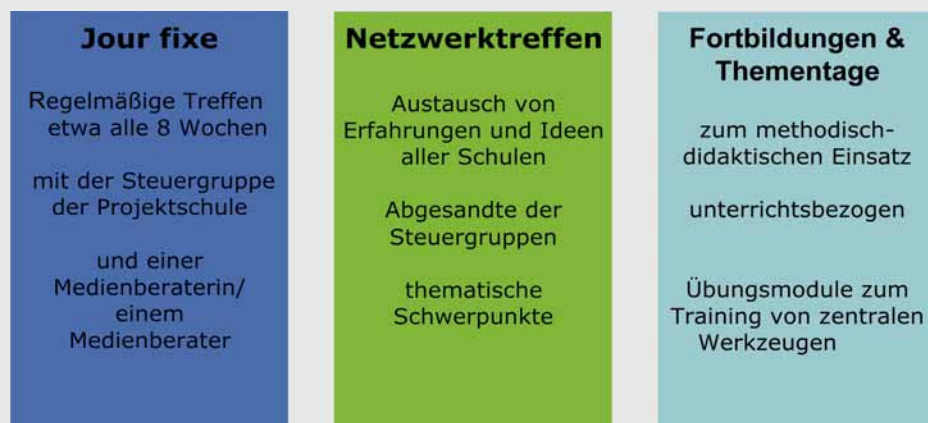 Jour fixe
Regelmäßige Treffen
etwa alle 8 Wochen
mit der Steuergruppe
der Projektschule
und einer
Medienberaterin/
einem
Medienberater
Netzwerktreffen
Austausch von
Erfahrungen und Ideen
aller Schulen
Abgesandte der
Steuergruppen
thematische
Schwerpunkte
Fortbildungen &
Thementage
zum methodisch-
didaktischen Einsatz
unterrichtsbezogen
Übungsmodule zum
Training von zentralen
Werkzeugen